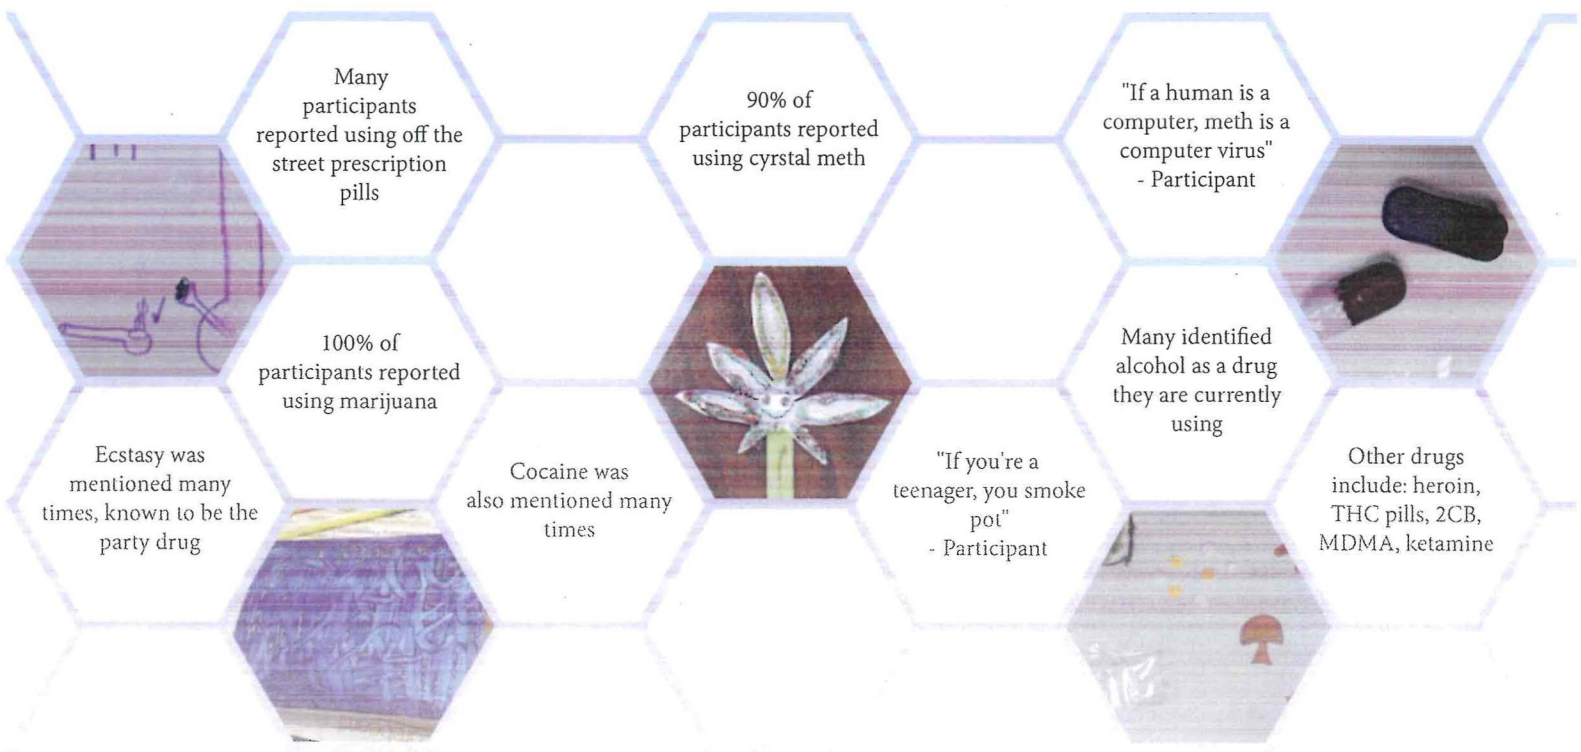 Many
participants
reported using off the
street prescription
pills
90% of
participants reported
using cyrstal meth
"If a human is a
computer, meth is a
computer virus"
- Participant
100% of
participants reported
using marijuana
Many identified
alcohol as a drug
they are currently
using
Ecstasy was
mentioned many
times, known to be the
party drug
Cocaine was
also mentioned many
times
"If you're a
teenager, you smoke
pot"
- Participant
Other drugs
include: heroin,
THC pills, 2CB,
MDMA, ketamine